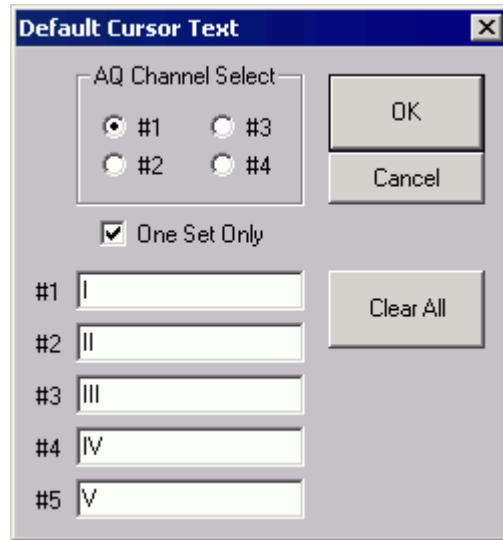 Default Cursor Text
AQ Channel Select
#1 #3
#2 #4
OK
Cancel
One Set Only
#1 I
#2 II
#3 III
#4 IV
#5 V
Clear All